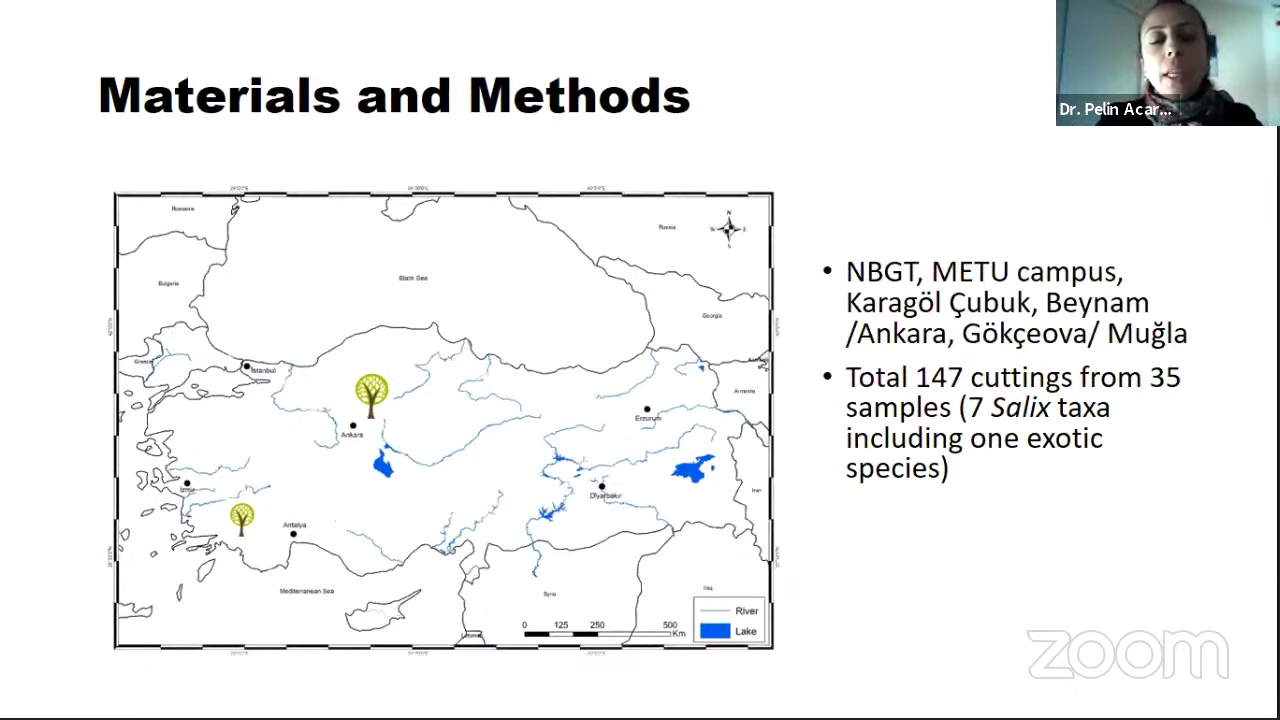 Dr. Pelin Acar...
Materials and Methods
Russia
Black Sea
Bulgaria
Georgia
Greece
İstanbul
Ankara
Erzurum
İzmir
Diyarbakır
Antalya
Iran
Mediterranean Sea
Syria
Iraq
N
W
E
S
River
Lake
0 125 250 500
Km
• NBGT, METU campus,
Karagöl Çubuk, Beynam
/Ankara, Gökçeova/ Muğla
• Total 147 cuttings from 35
samples (7 Salix taxa
including one exotic
species)
zoom